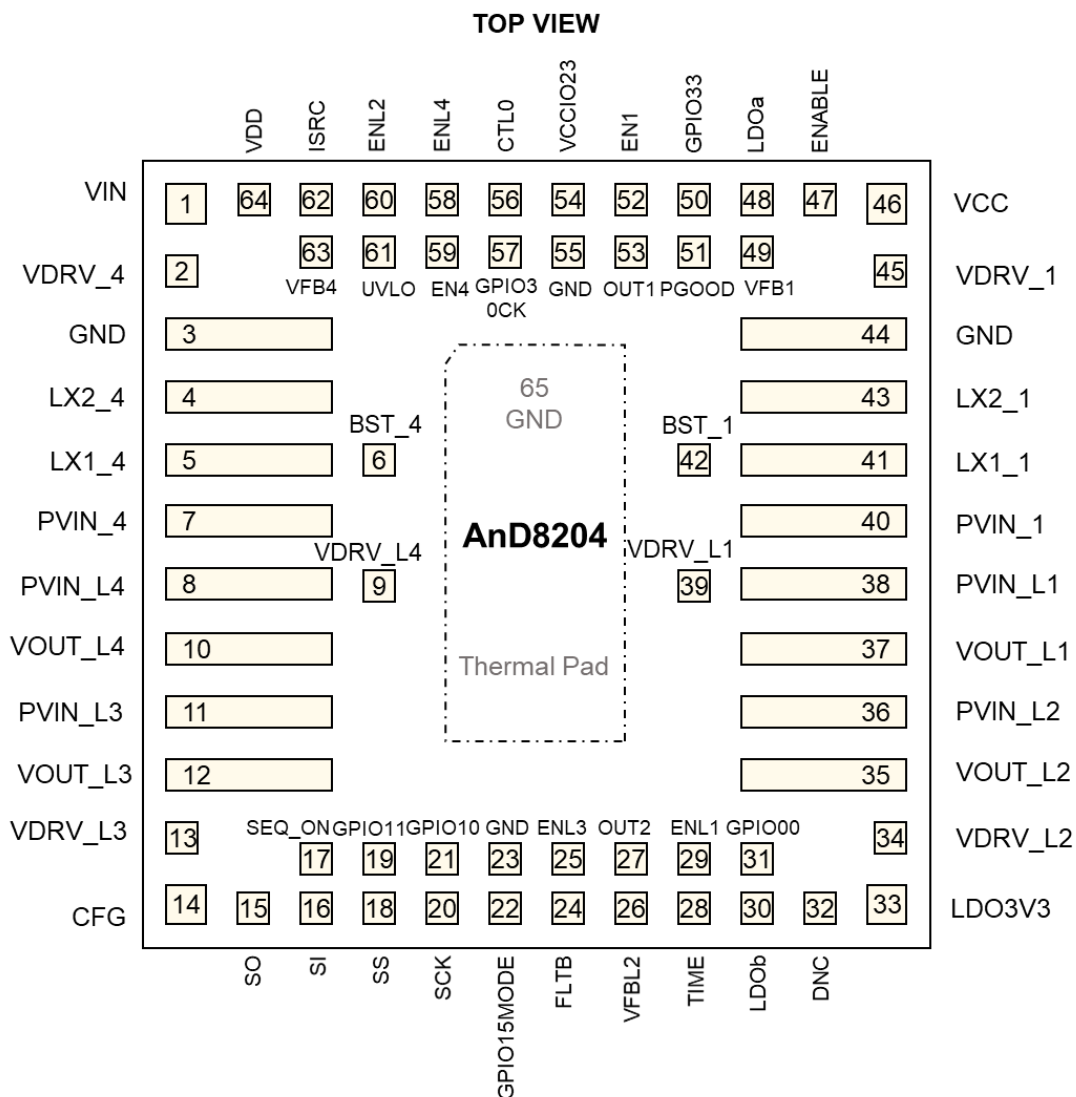 TOP VIEW
VDD
ISRC
ENL2
ENL4
CTL0
VCCIO23
EN1
GPIO33
LDOa
ENABLE
VIN
1
64
62
60
58
56
54
52
50
48
47
46
VCC
VDRV_4
2
63
61
59
57
55
53
51
49
45
VDRV_1
VFB4
UVLO
EN4
GPIO3
0CK
GND
OUT1
PGOOD
VFB1
GND
3
44
GND
LX2_4
4
65
GND
43
LX2_1
BST_4
BST_1
LX1_4
5
6
42
41
LX1_1
PVIN_4
7
AnD8204
40
PVIN_1
VDRV_L4
VDRV_L1
PVIN_L4
8
9
39
38
PVIN_L1
VOUT_L4
10
Thermal Pad
37
VOUT_L1
PVIN_L3
11
36
PVIN_L2
VOUT_L3
12
35
VOUT_L2
VDRV_L3
13
SEQ_ON
GPIO11
GPIO10
GND
ENL3
OUT2
ENL1
GPIO00
34
VDRV_L2
17
19
21
23
25
27
29
31
CFG
14
15
16
18
20
22
24
26
28
30
32
33
LDO3V3
SO
SI
SS
SCK
GPIO15MODE
FLTB
VFBL2
TIME
LDOb
DNC